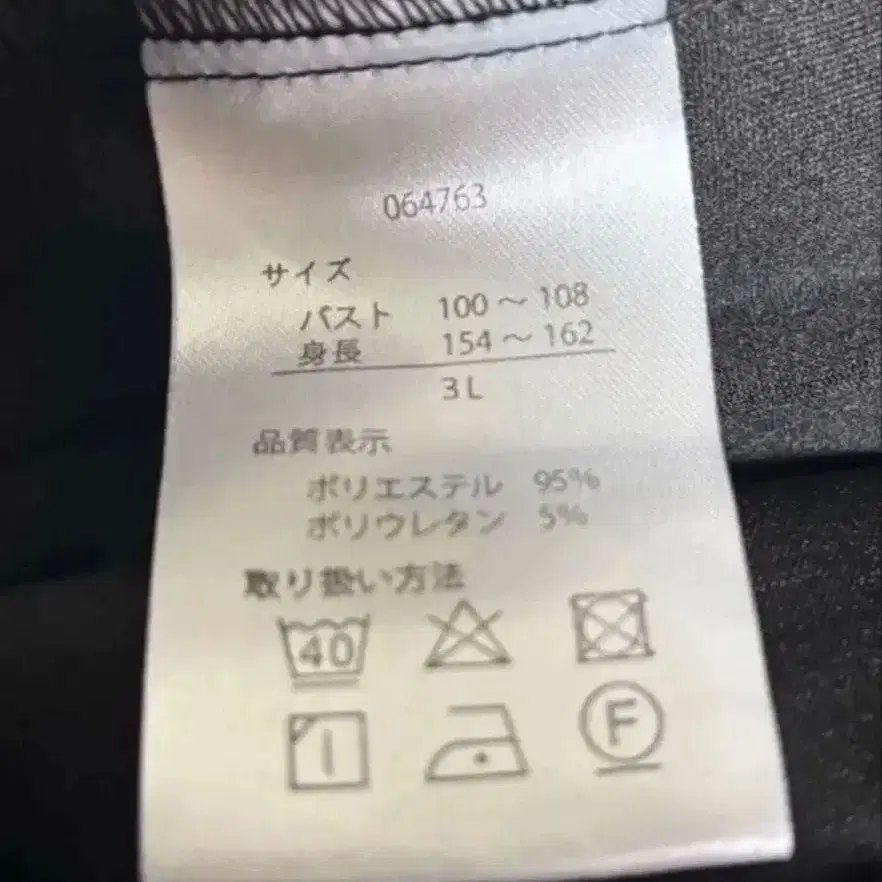 064763
サイズ
バスト 100～108
身長 154～162
3L
品質表示
ポリエステル 95%
ポリウレタン 5%
取り扱い方法
40
F